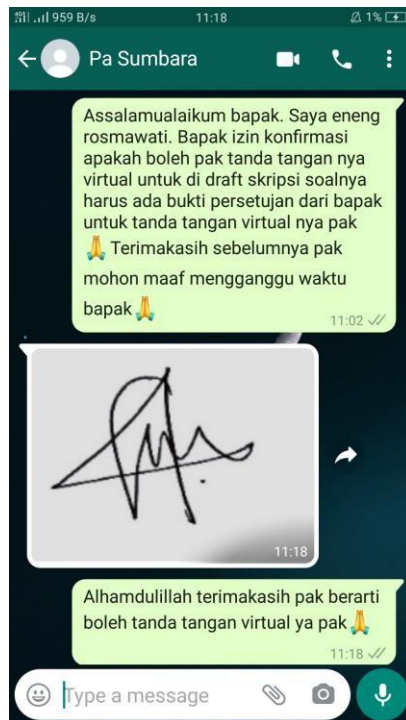 959 B/s 11:18 1%
Pa Sumbara
Assalamualaikum bapak. Saya eneng
rosmawati. Bapak izin konfirmasi
apakah boleh pak tanda tangan nya
virtual untuk di draft skripsi soalnya
harus ada bukti persetujan dari bapak
untuk tanda tangan virtual nya pak
🙏 Terimakasih sebelumnya pak
mohon maaf mengganggu waktu
bapak🙏
11:02
11:18
Alhamdulillah terimakasih pak berarti
boleh tanda tangan virtual ya pak🙏
11:18
Type a message